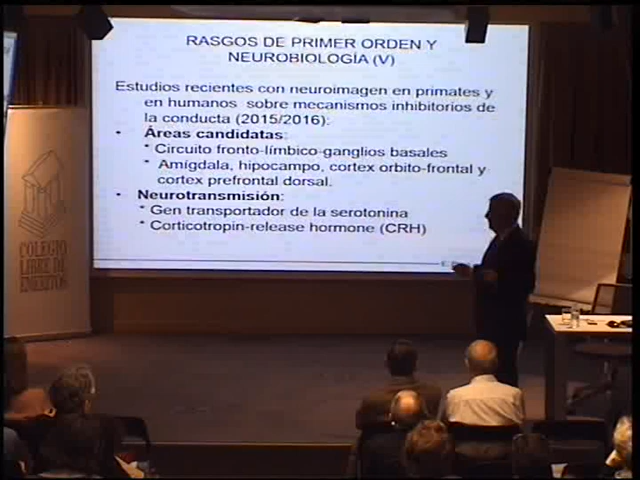 RASGOS DE PRIMER ORDEN Y
NEUROBIOLOGÍA (V)
Estudios recientes con neuroimagen en primates y
en humanos sobre mecanismos inhibitorios de
la conducta (2015/2016):
• Áreas candidatas:
* Circuito fronto-límbico-ganglios basales
* Amígdala, hipocampo, cortex orbito-frontal y
cortex prefrontal dorsal.
• Neurotransmisión:
* Gen transportador de la serotonina
* Corticotropin-release hormone (CRH)
COLEGIO
LIBRE DE
EMÉRITOS